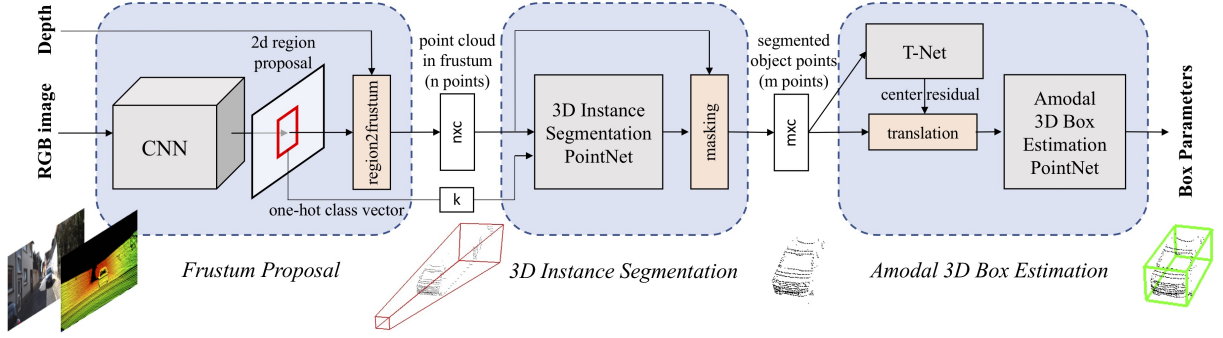 Depth
RGB image
CNN
2d region
proposal
region2frustum
one-hot class vector
Frustum Proposal
point cloud
in frustum
(n points)
nxc
k
3D Instance
Segmentation
PointNet
masking
3D Instance Segmentation
segmented
object points
(m points)
mxc
T-Net
center residual
translation
Amodal
3D Box
Estimation
PointNet
Amodal 3D Box Estimation
Box Parameters